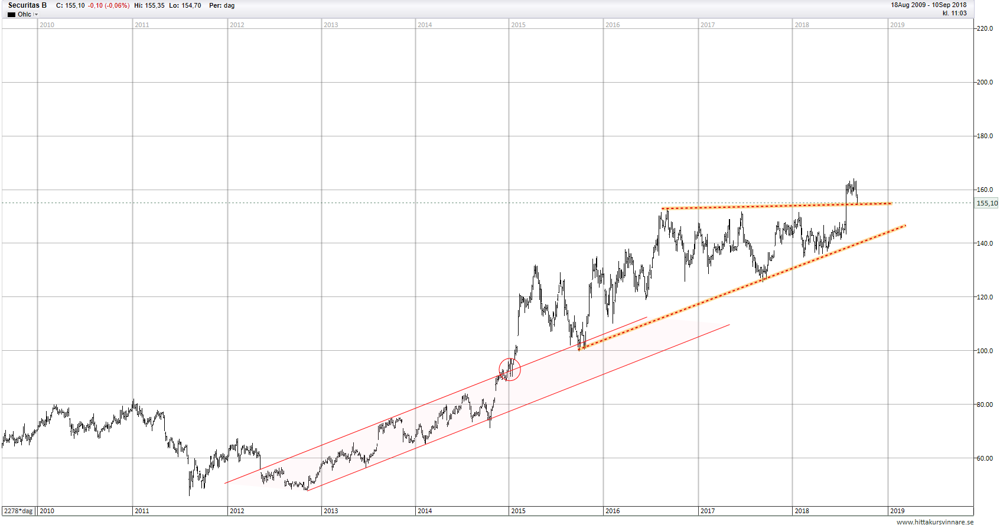 Securitas B C: 155,10 -0,10 (-0,06%) Hi: 155,35 Lo: 154,70 Per: dag 18Aug 2009 - 10Sep 2018
Ohlc kl. 11:03
2010 2011 2012 2013 2014 2015 2016 2017 2018 2019
220.0
200.0
180.0
160.0
155,10
140.0
120.0
100.0
80.00
60.00
2278*dag 2010 2011 2012 2013 2014 2015 2016 2017 2018 2019
www.hittakursvinnare.se